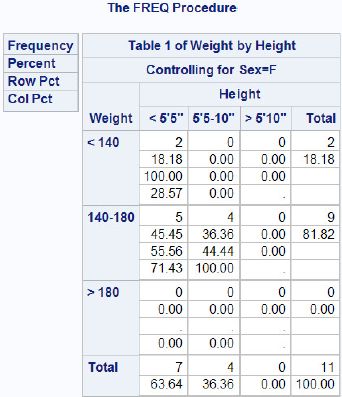 The FREQ Procedure
Frequency
Percent
Row Pct
Col Pct
Table 1 of Weight by Height
Controlling for Sex=F
Height
Weight < 5'5" 5'5-10" > 5'10" Total
< 140 2 0 0 2
18.18 0.00 0.00 18.18
100.00 0.00 0.00
28.57 0.00 .
140-180 5 4 0 9
45.45 36.36 0.00 81.82
55.56 44.44 0.00
71.43 100.00 .
> 180 0 0 0 0
0.00 0.00 0.00 0.00
. . .
0.00 0.00 .
Total 7 4 0 11
63.64 36.36 0.00 100.00